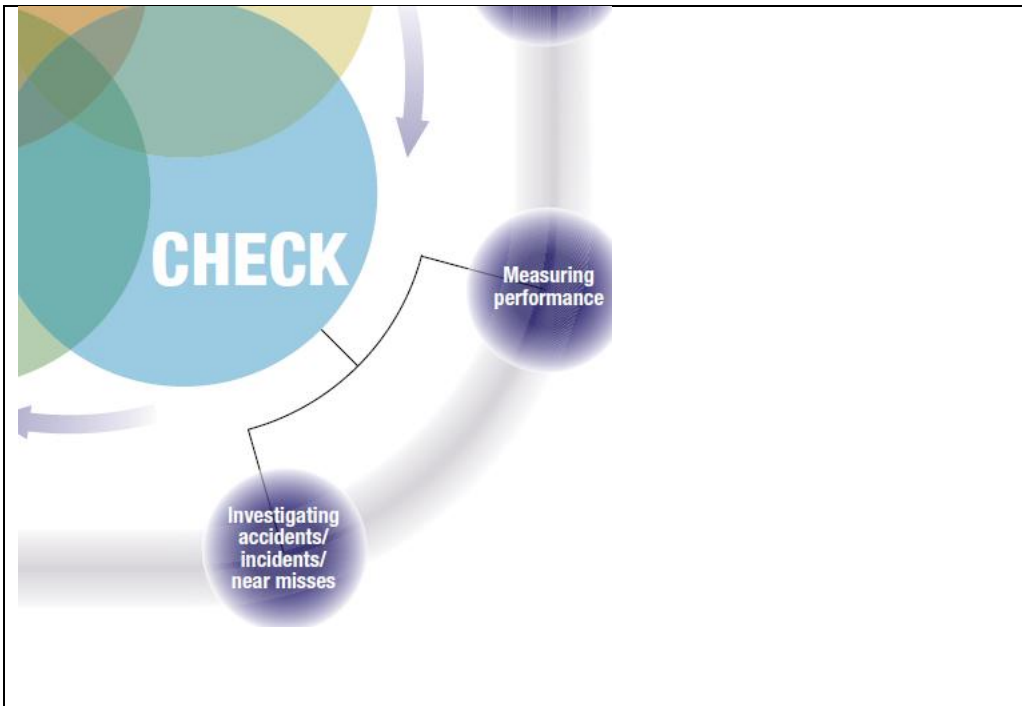 CHECK
Measuring
performance
Investigating
accidents/
incidents/
near misses